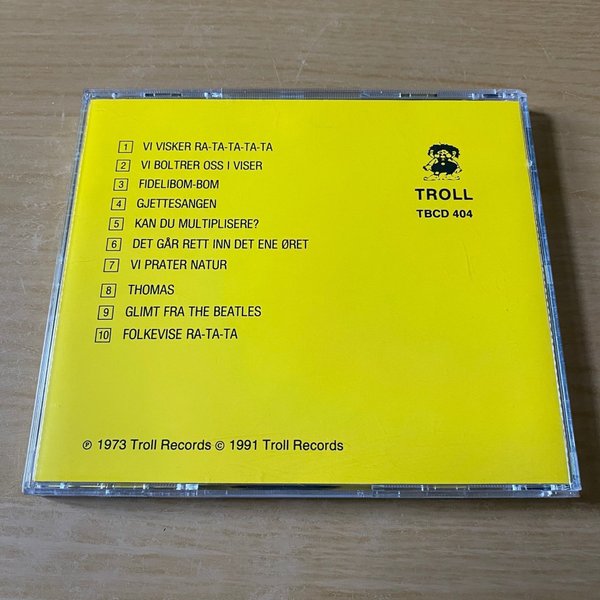 1 VI VISKER RA-TA-TA-TA-TA
2 VI BOLTRER OSS I VISER
3 FIDELIBOM-BOM
4 GJETTESANGEN
5 KAN DU MULTIPLISERE?
6 DET GÅR RETT INN DET ENE ØRET
7 VI PRATER NATUR
8 THOMAS
9 GLIMT FRA THE BEATLES
10 FOLKEVISE RA-TA-TA
TROLL
TBCD 404
℗ 1973 Troll Records © 1991 Troll Records